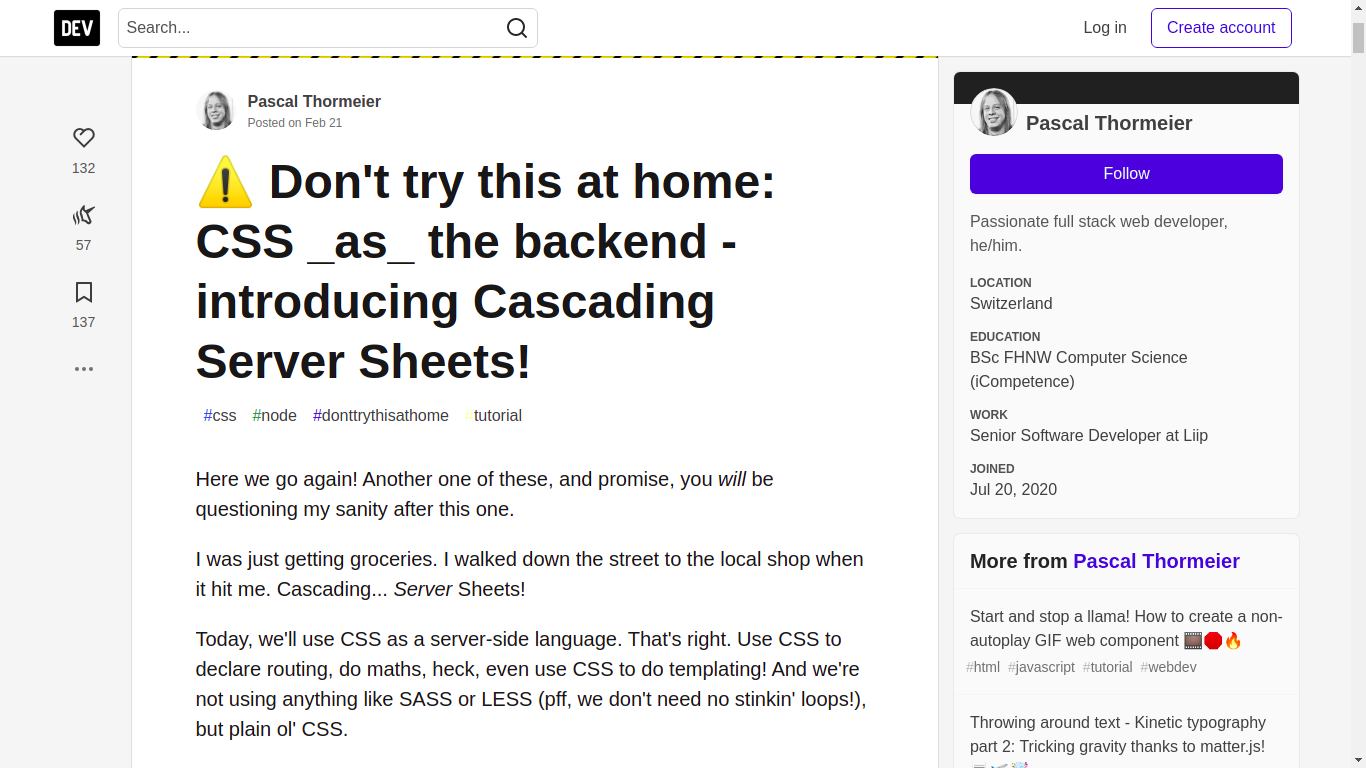 DEV
Search...
Log in
Create account
Pascal Thormeier
Posted on Feb 21
132
57
137
⚠️ Don't try this at home:
CSS _as_ the backend -
introducing Cascading
Server Sheets!
#css #node #donttrythisathome #tutorial
Here we go again! Another one of these, and promise, you will be
questioning my sanity after this one.
I was just getting groceries. I walked down the street to the local shop when
it hit me. Cascading... Server Sheets!
Today, we'll use CSS as a server-side language. That's right. Use CSS to
declare routing, do maths, heck, even use CSS to do templating! And we're
not using anything like SASS or LESS (pff, we don't need no stinkin' loops!),
but plain ol' CSS.
Pascal Thormeier
Follow
Passionate full stack web developer,
he/him.
LOCATION
Switzerland
EDUCATION
BSc FHNW Computer Science
(iCompetence)
WORK
Senior Software Developer at Liip
JOINED
Jul 20, 2020
More from Pascal Thormeier
Start and stop a llama! How to create a non-
autoplay GIF web component 🎞️🛑🔥
#html #javascript #tutorial #webdev
Throwing around text - Kinetic typography
part 2: Tricking gravity thanks to matter.js!